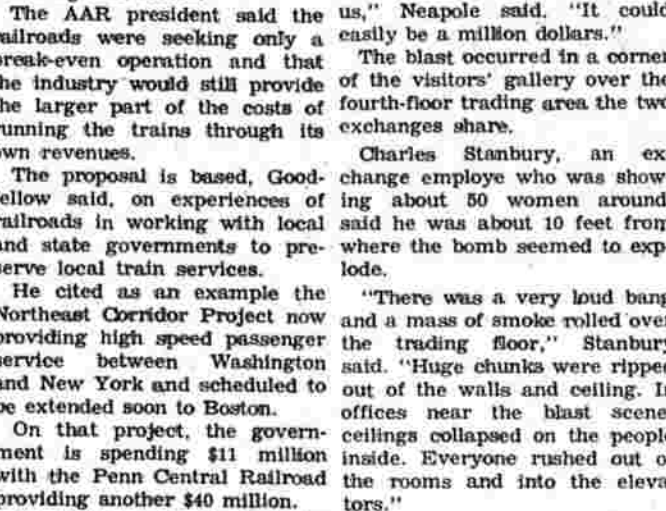 The AAR president said the
railroads were seeking only a
break-even operation and that
the industry would still provide
the larger part of the costs of
running the trains through its
own revenues.
The proposal is based, Good-
fellow said, on experiences of
railroads in working with local
and state governments to pre-
serve local train services.
He cited as an example the
Northeast Corridor Project now
providing high speed passenger
service between Washington
and New York and scheduled to
be extended soon to Boston.
On that project, the govern-
ment is spending $11 million
with the Penn Central Railroad
providing another $40 million.
us," Neapole said. "It could
easily be a million dollars."
The blast occurred in a corner
of the visitors' gallery over the
fourth-floor trading area the two
exchanges share.
Charles Stanbury, an ex
change employe who was show
ing about 50 women around,
said he was about 10 feet from
where the bomb seemed to exp
lode.
"There was a very loud bang
and a mass of smoke rolled over
the trading floor," Stanbury
said. "Huge chunks were ripped
out of the walls and ceiling. In
offices near the blast scene,
ceilings collapsed on the people
inside. Everyone rushed out of
the rooms and into the eleva
tors."